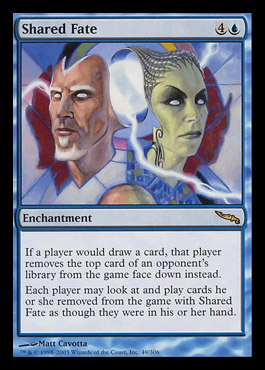 Shared Fate 4
Enchantment
If a player would draw a card, that player
removes the top card of an opponent's
library from the game face down instead.
Each player may look at and play cards he
or she removed from the game with Shared
Fate as though they were in his or her hand.
Matt Cavotta
™ & © 1993-2003 Wizards of the Coast, Inc. 49/306